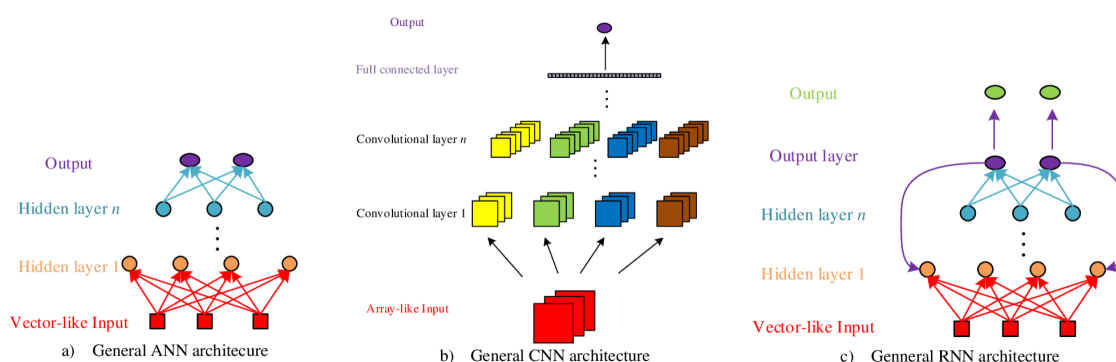 Output
Hidden layer n
Hidden layer 1
Vector-like Input
a) General ANN architecure
Output
Full connected layer
Convolutional layer n
Convolutional layer 1
Array-like Input
b) General CNN architecture
Output
Output layer
Hidden layer n
Hidden layer 1
Vector-like Input
c) Genneral RNN architecture